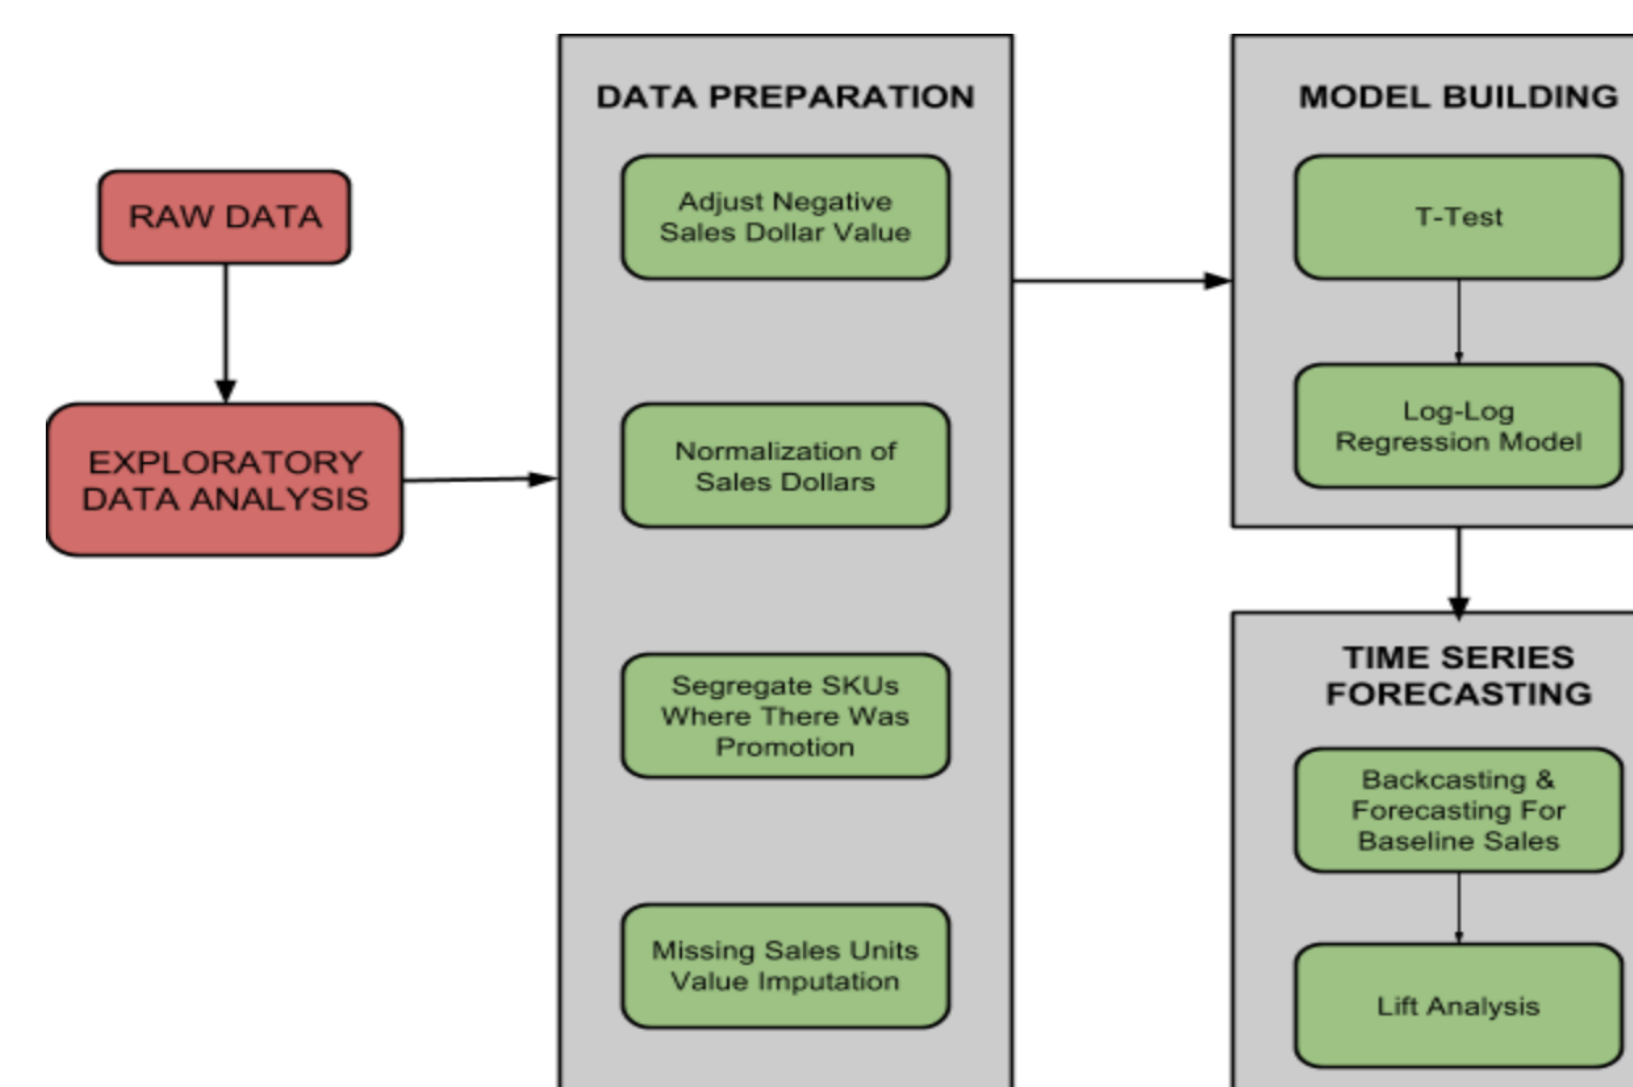 RAW DATA
EXPLORATORY
DATA ANALYSIS
DATA PREPARATION
Adjust Negative
Sales Dollar Value
Normalization of
Sales Dollars
Segregate SKUs
Where There Was
Promotion
Missing Sales Units
Value Imputation
MODEL BUILDING
T-Test
Log-Log
Regression Model
TIME SERIES
FORECASTING
Backcasting &
Forecasting For
Baseline Sales
Lift Analysis